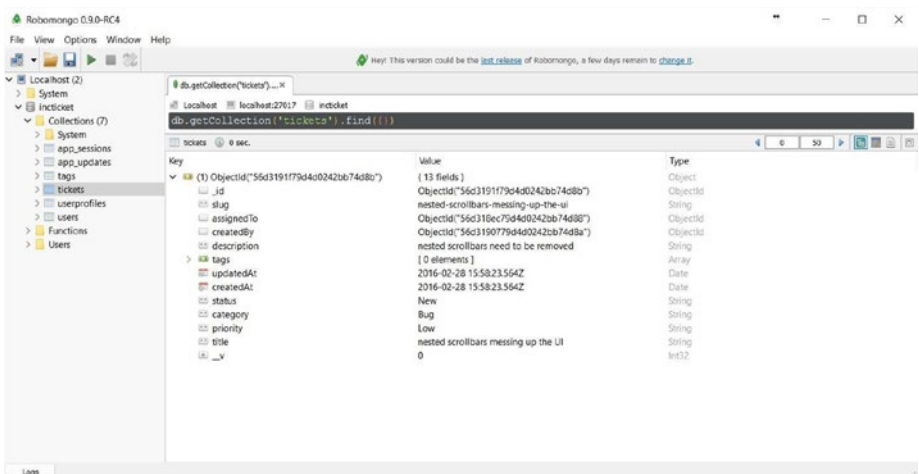 Robomongo 0.9.0-RC4
File View Options Window Help
Hey! This version could be the last release of Robomongo, a few days remain to change it.
Localhost (2)
System
incticket
Collections (7)
System
app_sessions
app_updates
tags
tickets
userprofiles
users
Functions
Users
db.getCollection('tickets')....
Localhost localhost:27017 incticket
db.getCollection('tickets').find({})
tickets 0 sec.
0 50
Key Value Type
(1) ObjectId("56d3191f79d4d0242bb74d8b") { 13 fields } Object
_id ObjectId("56d3191f79d4d0242bb74d8b") ObjectId
slug nested-scrollbars-messing-up-the-ui String
assignedTo ObjectId("56d318ec79d4d0242bb74d88") ObjectId
createdBy ObjectId("56d3190779d4d0242bb74d8a") ObjectId
description nested scrollbars need to be removed String
tags [ 0 elements ] Array
updatedAt 2016-02-28 15:58:23.564Z Date
createdAt 2016-02-28 15:58:23.564Z Date
status New String
category Bug String
priority Low String
title nested scrollbars messing up the UI String
__v 0 Int32
Logs